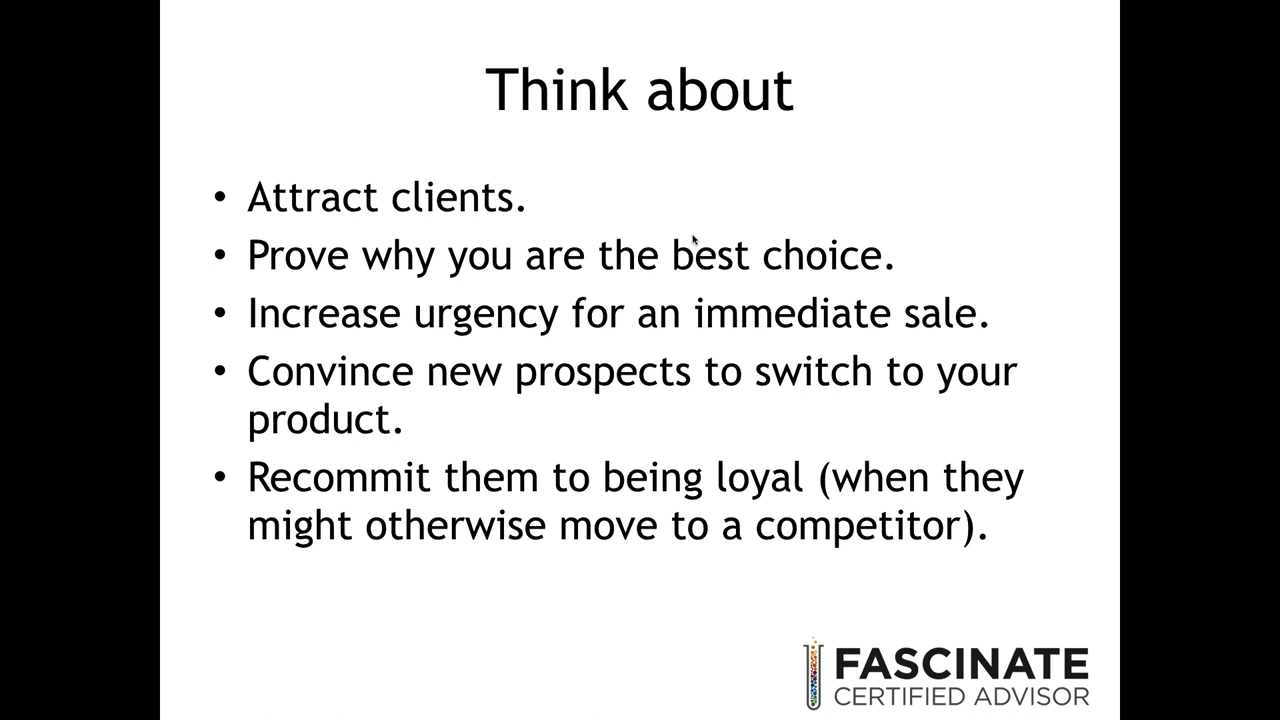 Think about
• Attract clients.
• Prove why you are the best choice.
• Increase urgency for an immediate sale.
• Convince new prospects to switch to your
product.
• Recommit them to being loyal (when they
might otherwise move to a competitor).
FASCINATE
CERTIFIED ADVISOR